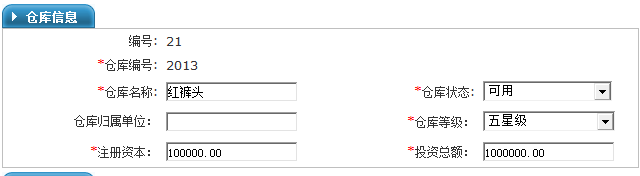 仓库信息
编号: 21
*仓库编号: 2013
*仓库名称: 红裤头 *仓库状态: 可用
仓库归属单位: *仓库等级: 五星级
*注册资本: 100000.00 *投资总额: 1000000.00